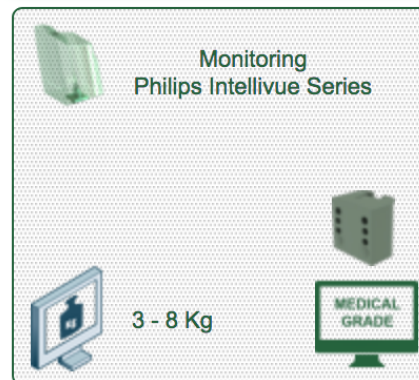 Monitoring
Philips Intellivue Series
3 - 8 Kg
MEDICAL
GRADE